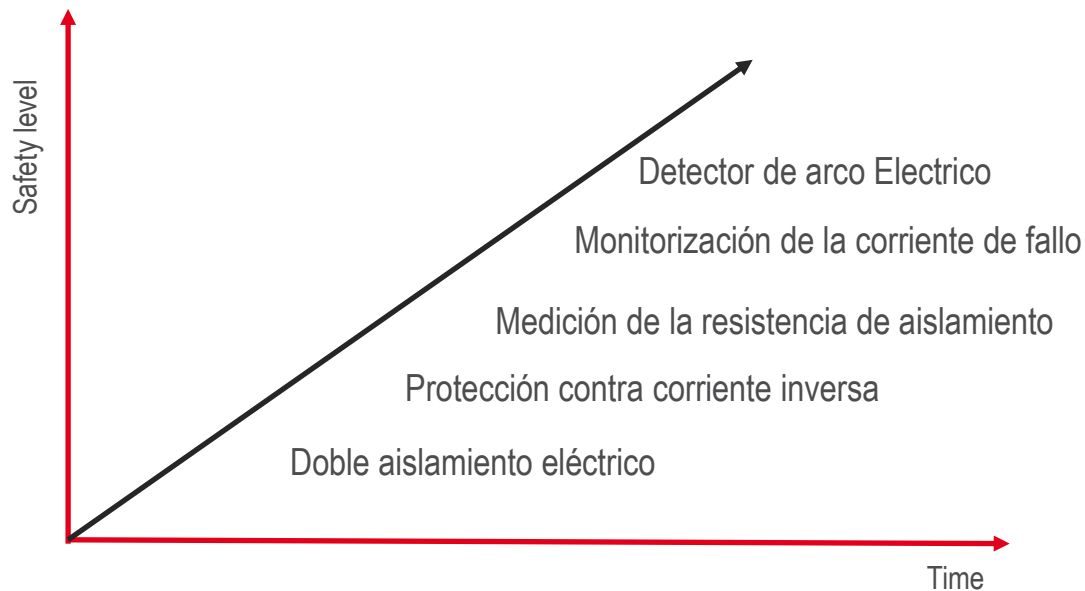 Safety level
Detector de arco Electrico
Monitorización de la corriente de fallo
Medición de la resistencia de aislamiento
Protección contra corriente inversa
Doble aislamiento eléctrico
Time